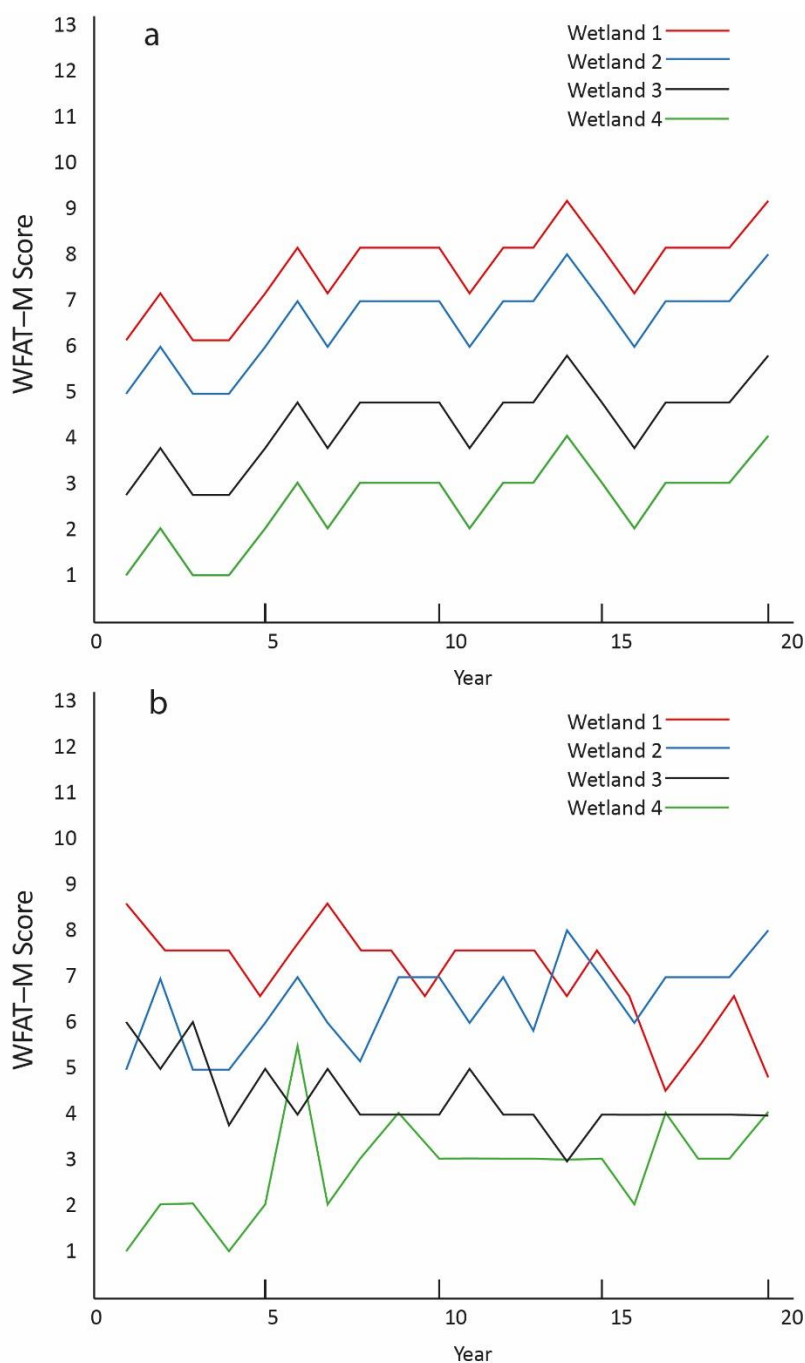 a
Wetland 1
Wetland 2
Wetland 3
Wetland 4
13
12
11
10
9
8
7
6
5
4
3
2
1
WFAT–M Score
0 5 10 15 20
Year
b
Wetland 1
Wetland 2
Wetland 3
Wetland 4
13
12
11
10
9
8
7
6
5
4
3
2
1
WFAT–M Score
0 5 10 15 20
Year